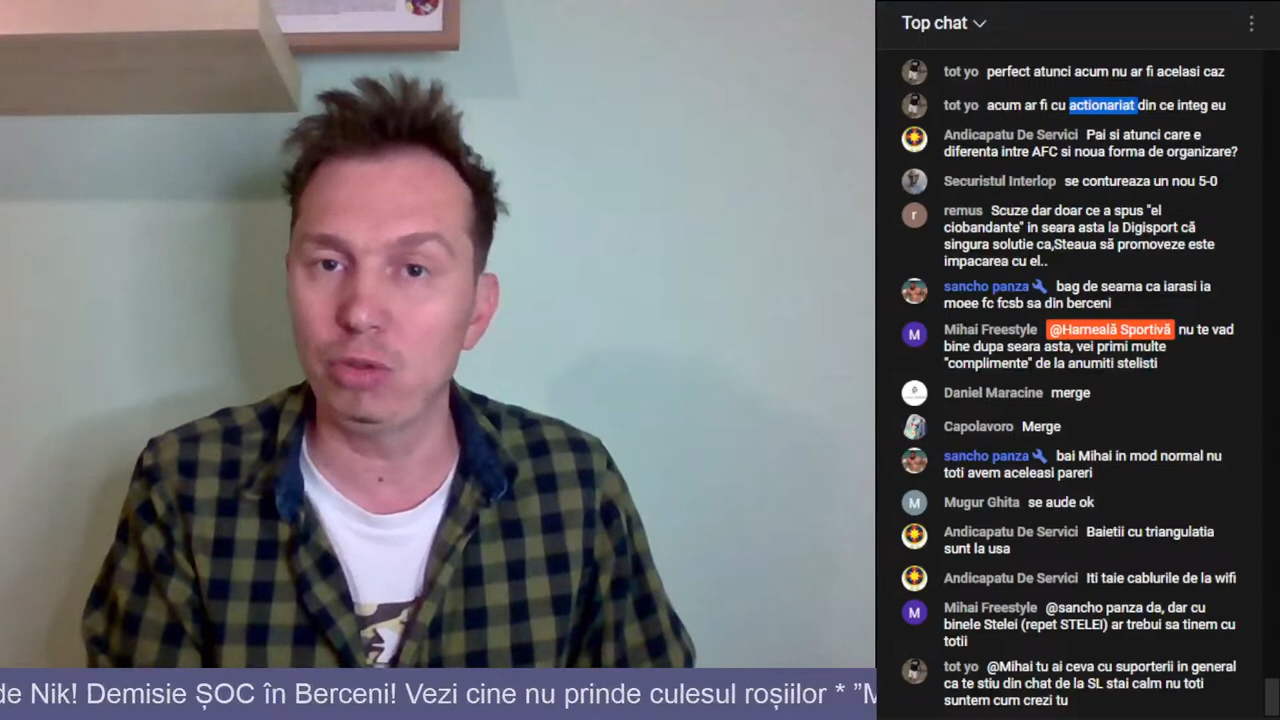 Top chat
tot yo perfect atunci acum nu ar fi acelasi caz
tot yo acum ar fi cu actionariat din ce integ eu
Andicapatu De Servici Pai si atunci care e
diferenta intre AFC si noua forma de organizare?
Securistul Interlop se contureaza un nou 5-0
r
remus Scuze dar doar ce a spus "el
ciobandante" in seara asta la Digisport că
singura solutie ca,Steaua să promoveze este
impacarea cu el..
sancho panza bag de seama ca iarasi ia
moee fc fcsb sa din berceni
M
Mihai Freestyle @Harneală Sportivă nu te vad
bine dupa seara asta, vei primi multe
"complimente" de la anumiti stelisti
Daniel Maracine merge
Capolavoro Merge
sancho panza bai Mihai in mod normal nu
toti avem aceleasi pareri
M
Mugur Ghita se aude ok
Andicapatu De Servici Baietii cu triangulatia
sunt la usa
Andicapatu De Servici Iti taie cablurile de la wifi
M
Mihai Freestyle @sancho panza da, dar cu
binele Stelei (repet STELEI) ar trebui sa tinem cu
totii
tot yo @Mihai tu ai ceva cu suporterii in general
ca te stiu din chat de la SL stai calm nu toti
suntem cum crezi tu
de Nik! Demisie ȘOC în Berceni! Vezi cine nu prinde culesul roșiilor * ”M